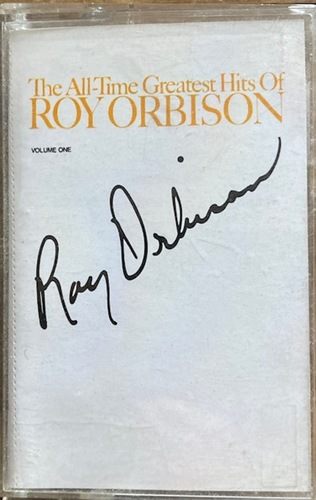 The All-Time Greatest Hits Of
ROY ORBISON
VOLUME ONE
Roy Orbison